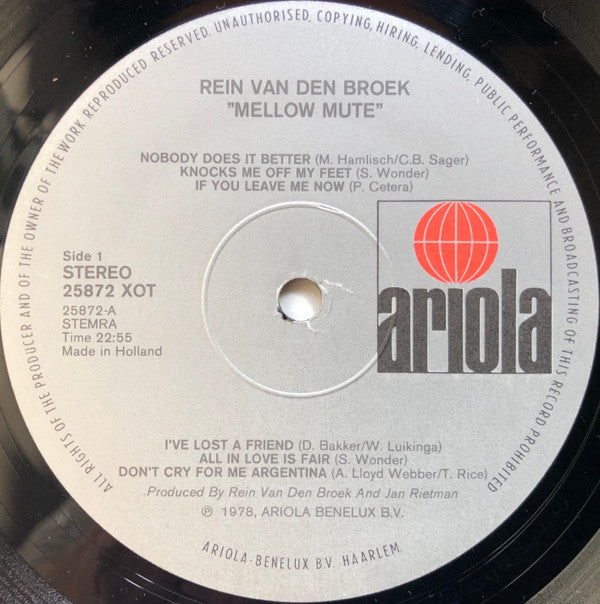 ALL RIGHTS OF THE PRODUCER AND OF THE OWNER OF THE WORK REPRODUCED RESERVED. UNAUTHORISED, COPYING, HIRING, LENDING, PUBLIC PERFORMANCE AND BROADCASTING OF THIS RECORD PROHIBITED
REIN VAN DEN BROEK
"MELLOW MUTE"
NOBODY DOES IT BETTER (M. Hamlisch/C.B. Sager)
KNOCKS ME OFF MY FEET (S. Wonder)
IF YOU LEAVE ME NOW (P. Cetera)
Side 1
STEREO
25872 XOT
25872-A
STEMRA
Time 22:55
Made in Holland
ariola
I'VE LOST A FRIEND (D. Bakker/W. Luikinga)
ALL IN LOVE IS FAIR (S. Wonder)
DON'T CRY FOR ME ARGENTINA (A. Lloyd Webber/T. Rice)
Produced By Rein Van Den Broek And Jan Rietman
℗ 1978, ARIOLA BENELUX B.V.
ARIOLA-BENELUX B.V. HAARLEM.